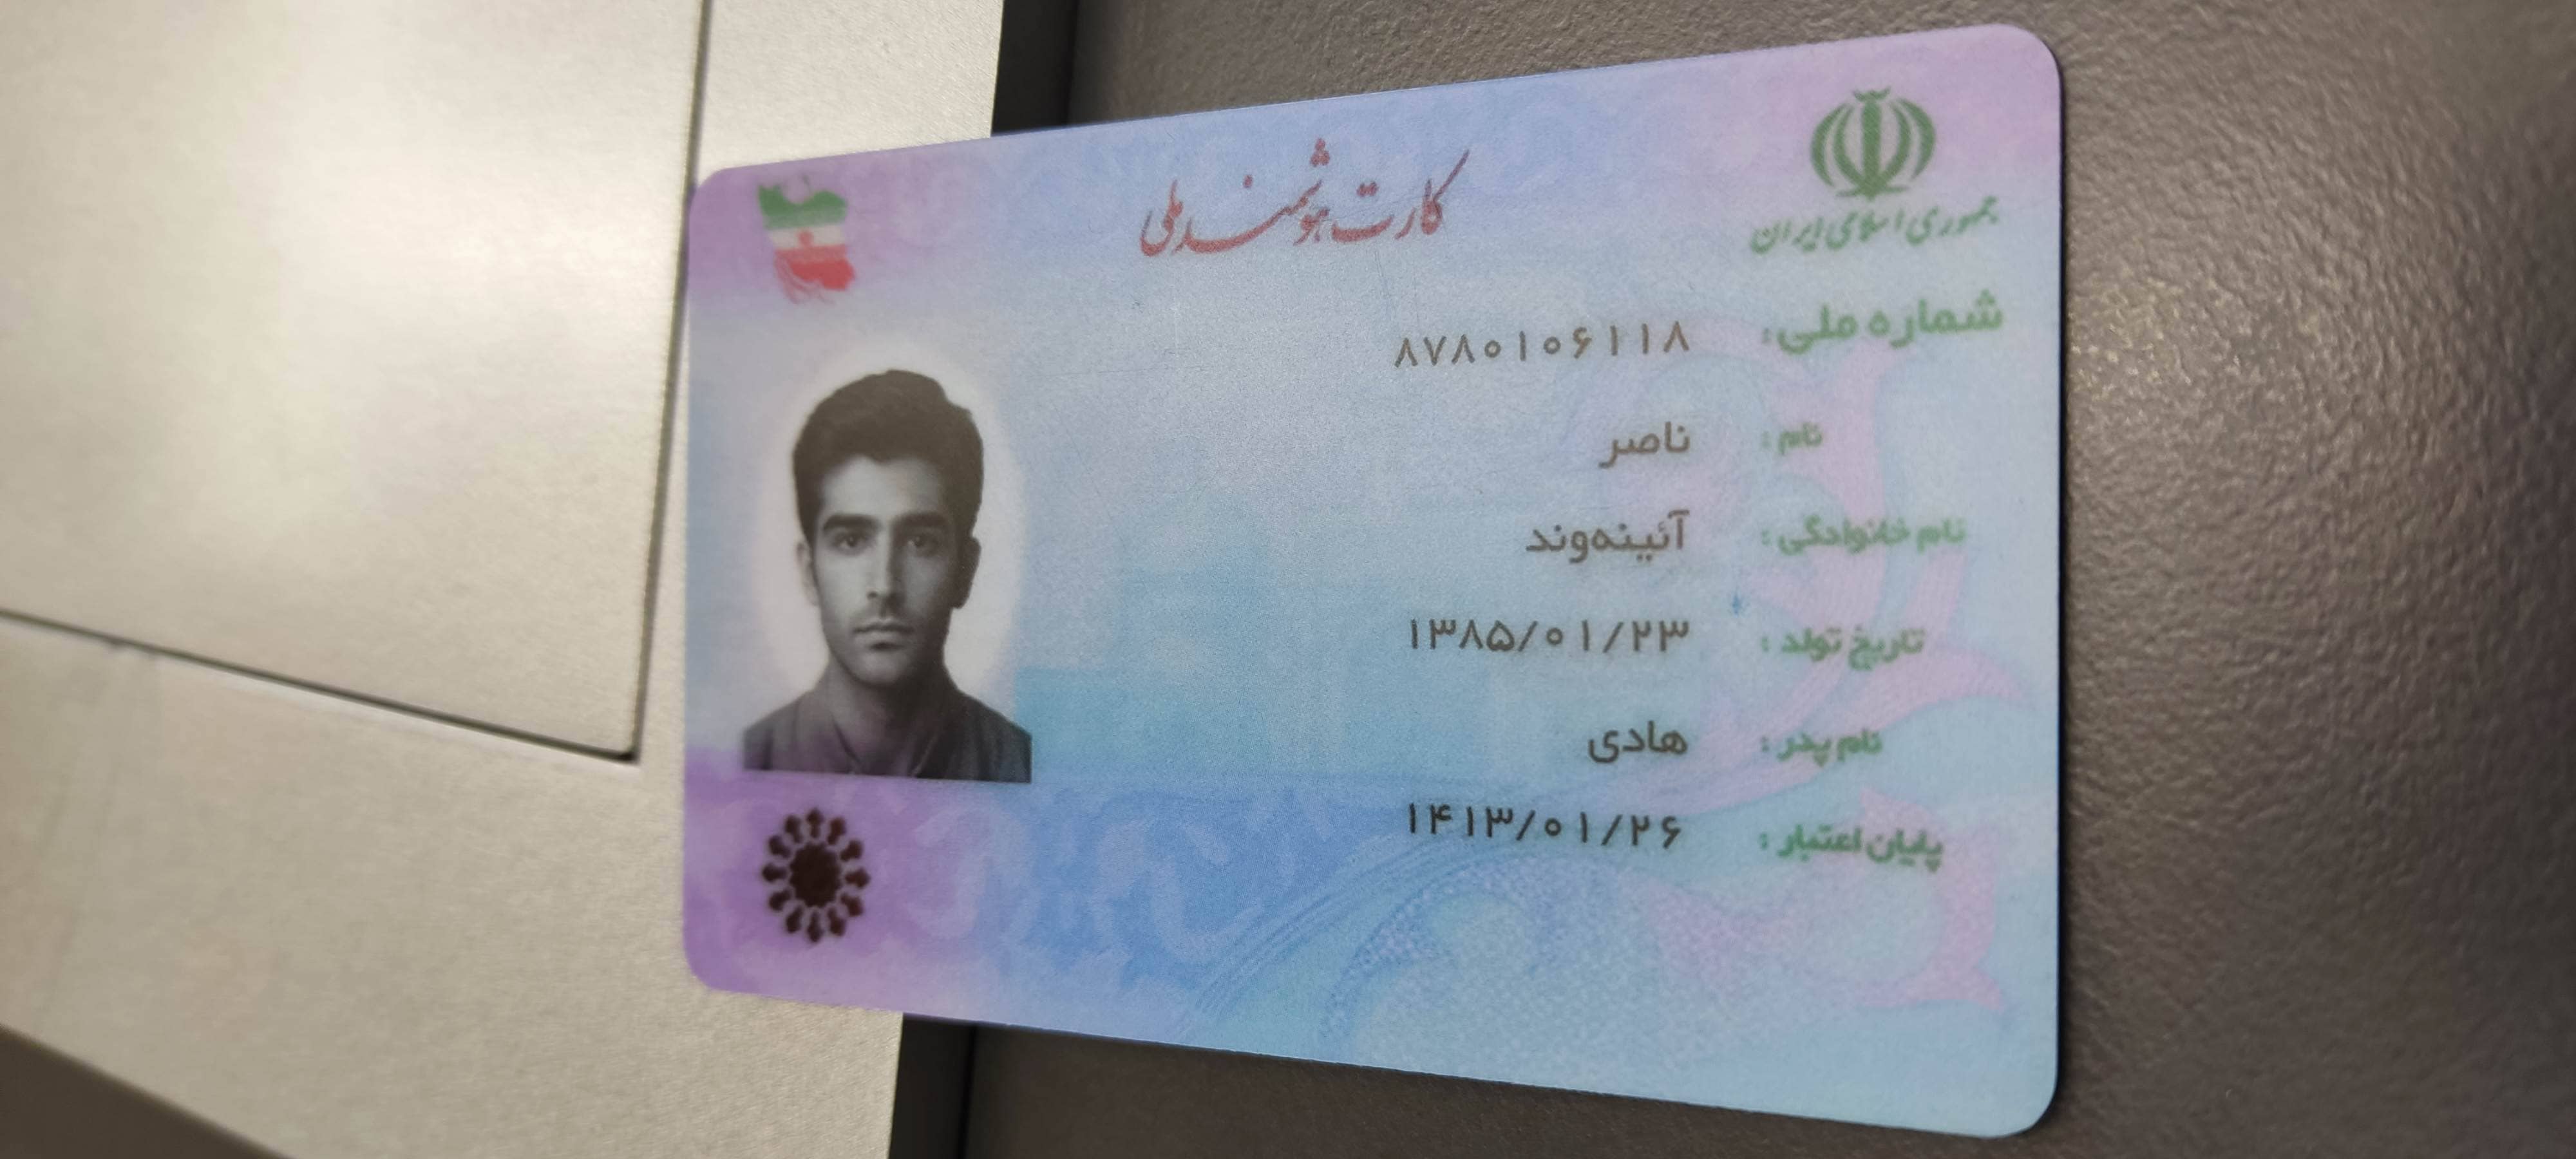 جمهوری اسلامی ایران
کارت هوشمند ملی
شماره ملی: ۸۷۸۰۱۰۶۱۱۸
نام: ناصر
نام خانوادگی: آئینه‌وند
تاریخ تولد: ۱۳۸۵/۰۱/۲۳
نام پدر: هادی
پایان اعتبار: ۱۴۱۳/۰۱/۲۶